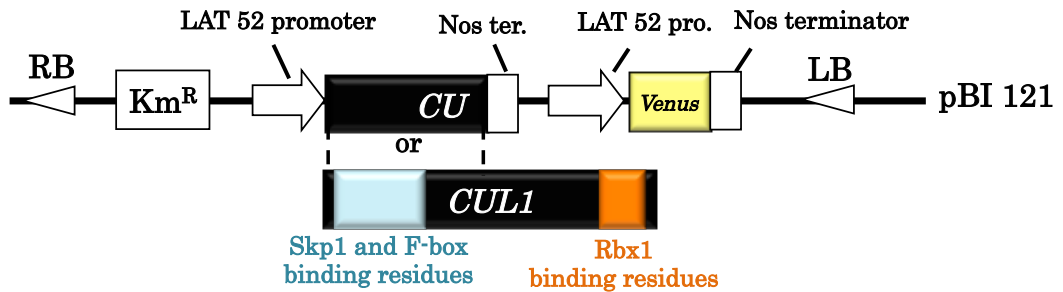 LAT 52 promoter
Nos ter.
LAT 52 pro.
Nos terminator
RB
Km^R
CU
Venus
LB
pBI 121
or
CUL1
Skp1 and F-box
binding residues
Rbx1
binding residues